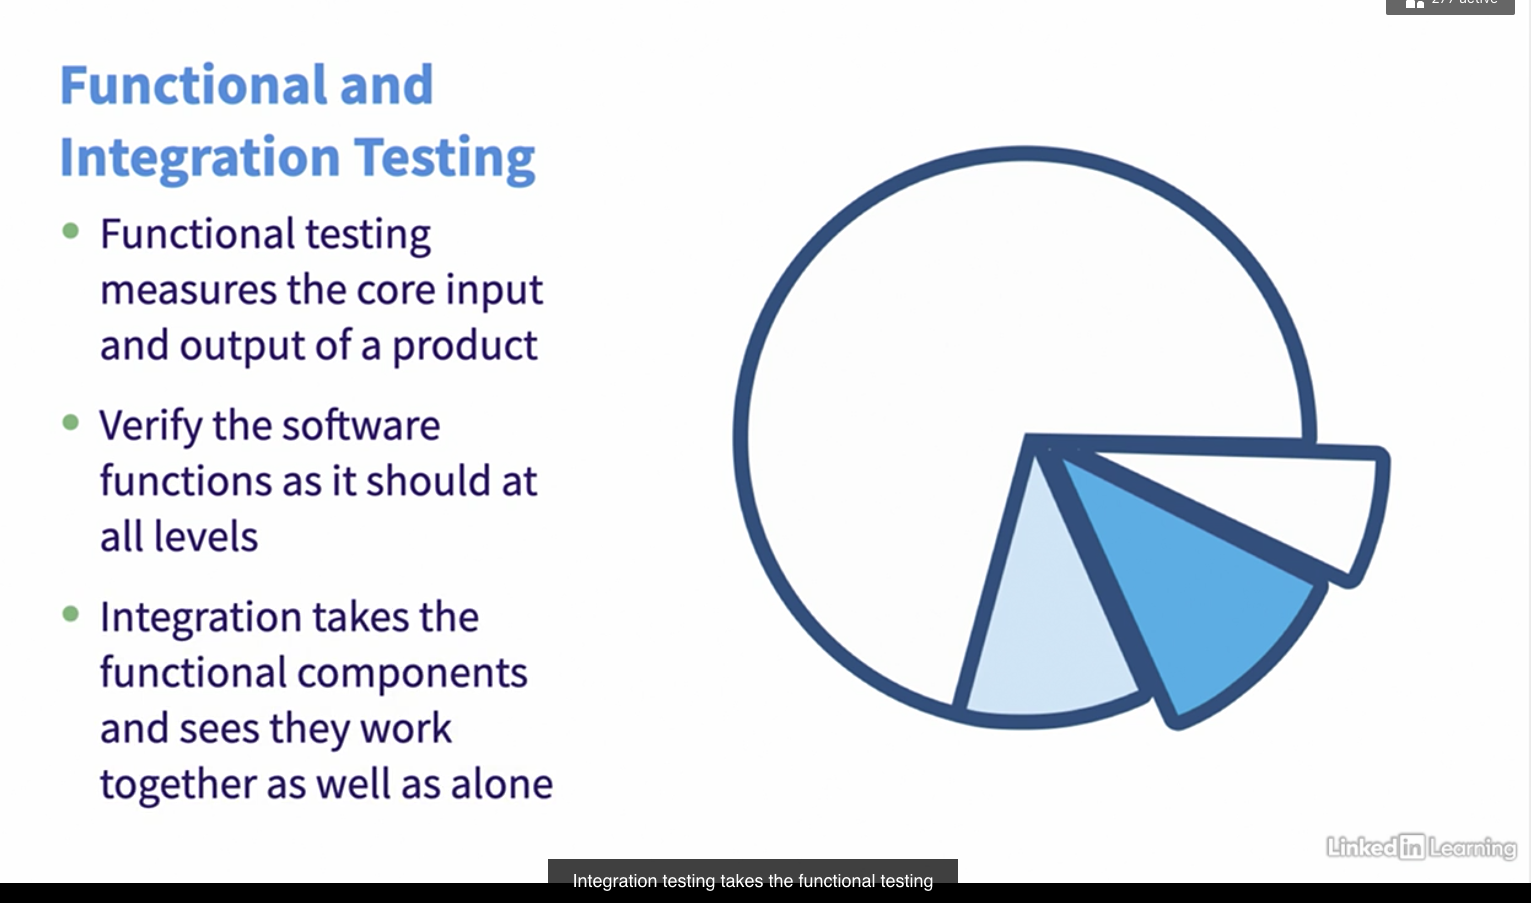 277 active
Functional and
Integration Testing
• Functional testing
measures the core input
and output of a product
• Verify the software
functions as it should at
all levels
• Integration takes the
functional components
and sees they work
together as well as alone
Linked in Learning
Integration testing takes the functional testing